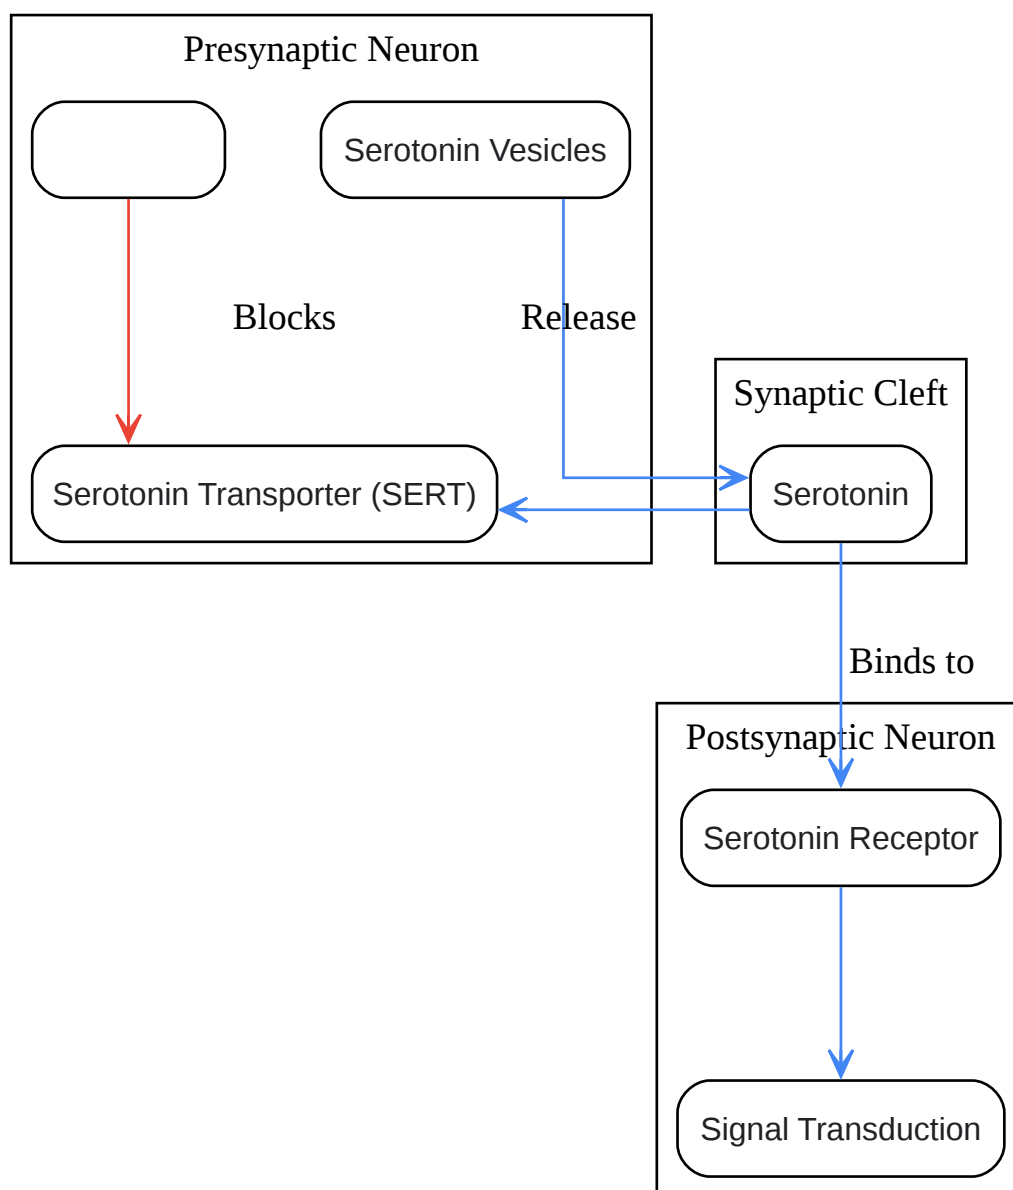 Presynaptic Neuron
Serotonin Vesicles
Blocks
Release
Synaptic Cleft
Serotonin Transporter (SERT)
Serotonin
Binds to
Postsynaptic Neuron
Serotonin Receptor
Signal Transduction